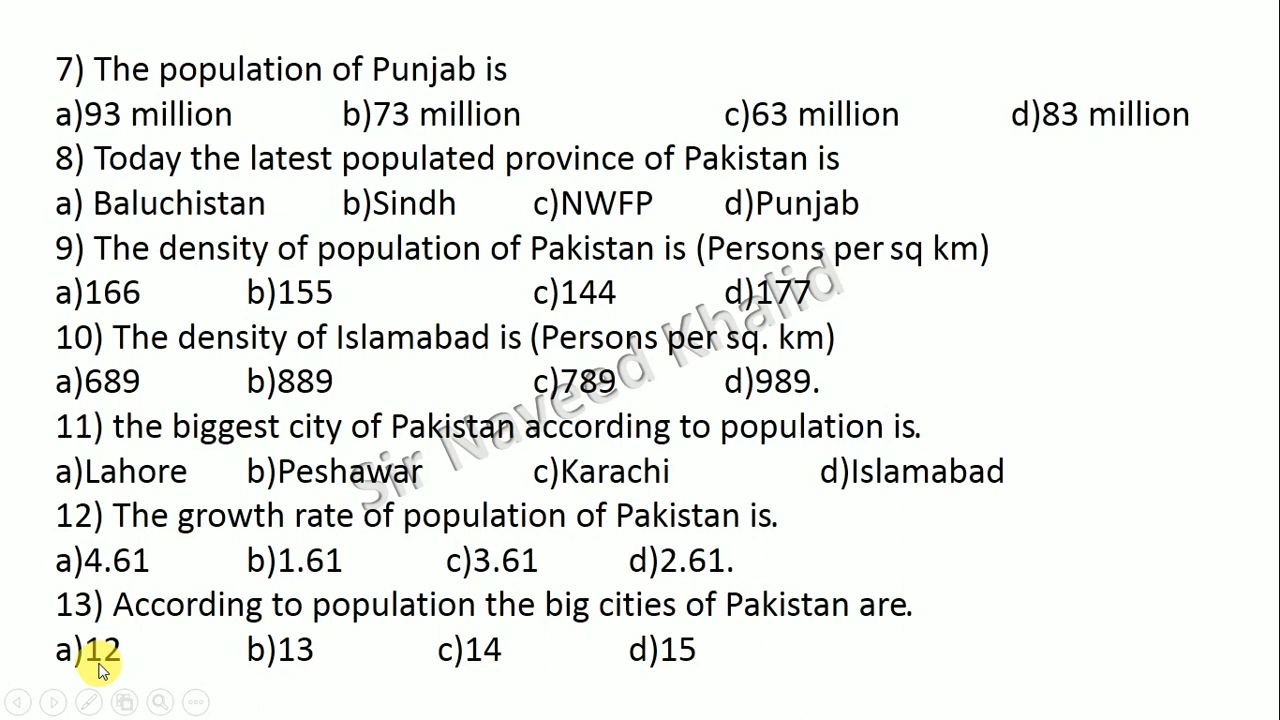 7) The population of Punjab is
a)93 million b)73 million c)63 million d)83 million
8) Today the latest populated province of Pakistan is
a) Baluchistan b)Sindh c)NWFP d)Punjab
9) The density of population of Pakistan is (Persons per sq km)
a)166 b)155 c)144 d)177
10) The density of Islamabad is (Persons per sq. km)
a)689 b)889 c)789 d)989.
11) the biggest city of Pakistan according to population is.
a)Lahore b)Peshawar c)Karachi d)Islamabad
12) The growth rate of population of Pakistan is.
a)4.61 b)1.61 c)3.61 d)2.61.
13) According to population the big cities of Pakistan are.
a)12 b)13 c)14 d)15
Sir Naveed Khalid